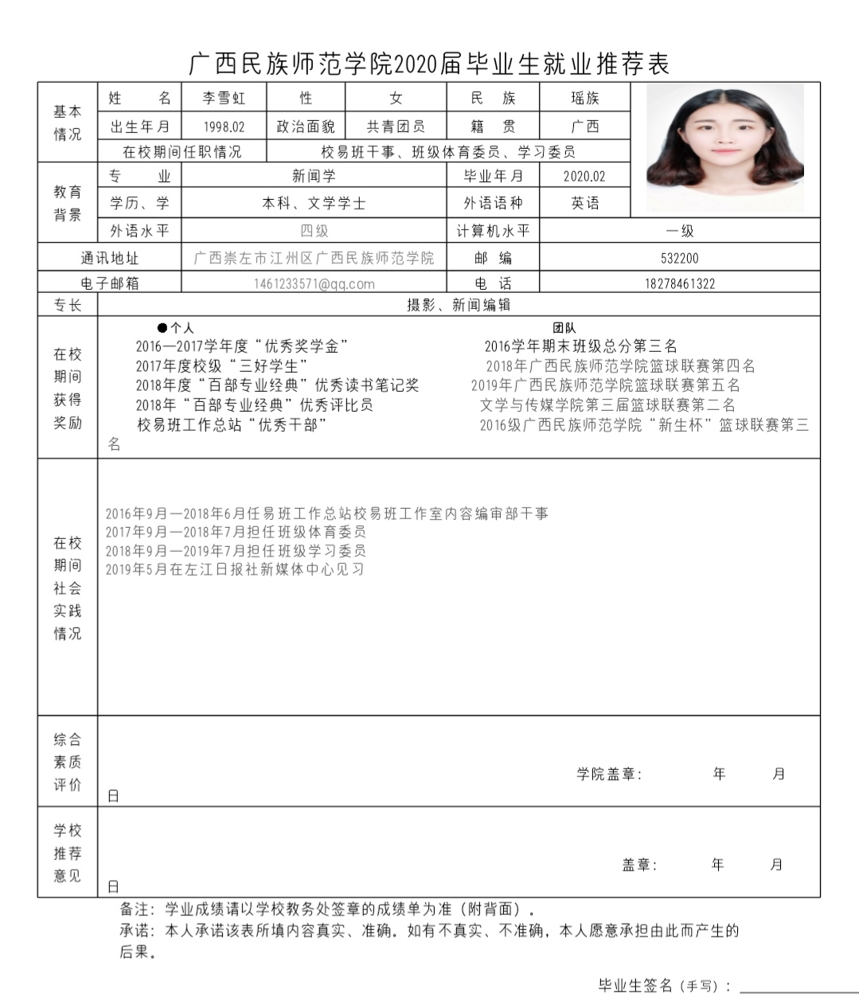 广西民族师范学院2020届毕业生就业推荐表
基本情况
姓 名 李雪虹 性 女 民 族 瑶族
出生年月 1998.02 政治面貌 共青团员 籍 贯 广西
在校期间任职情况 校易班干事、班级体育委员、学习委员
教育背景
专 业 新闻学 毕业年月 2020.02
学历、学 本科、文学学士 外语语种 英语
外语水平 四级 计算机水平 一级
通讯地址 广西崇左市江州区广西民族师范学院 邮 编 532200
电子邮箱 1461233571@qq.com 电 话 18278461322
专长 摄影、新闻编辑
在校期间获得奖励
●个人 团队
2016—2017学年度“优秀奖学金” 2016学年期末班级总分第三名
2017年度校级“三好学生” 2018年广西民族师范学院篮球联赛第四名
2018年度“百部专业经典”优秀读书笔记奖 2019年广西民族师范学院篮球联赛第五名
2018年“百部专业经典”优秀评比员 文学与传媒学院第三届篮球联赛第二名
校易班工作总站“优秀干部” 2016级广西民族师范学院“新生杯”篮球联赛第三
名
在校期间社会实践情况
2016年9月—2018年6月任易班工作总站校易班工作室内容编审部干事
2017年9月—2018年7月担任班级体育委员
2018年9月—2019年7月担任班级学习委员
2019年5月在左江日报社新媒体中心见习
综合素质评价
学院盖章： 年 月
日
学校推荐意见
盖章： 年 月
日
备注：学业成绩请以学校教务处签章的成绩单为准（附背面）。
承诺：本人承诺该表所填内容真实、准确。如有不真实、不准确，本人愿意承担由此而产生的
后果。
毕业生签名（手写）：